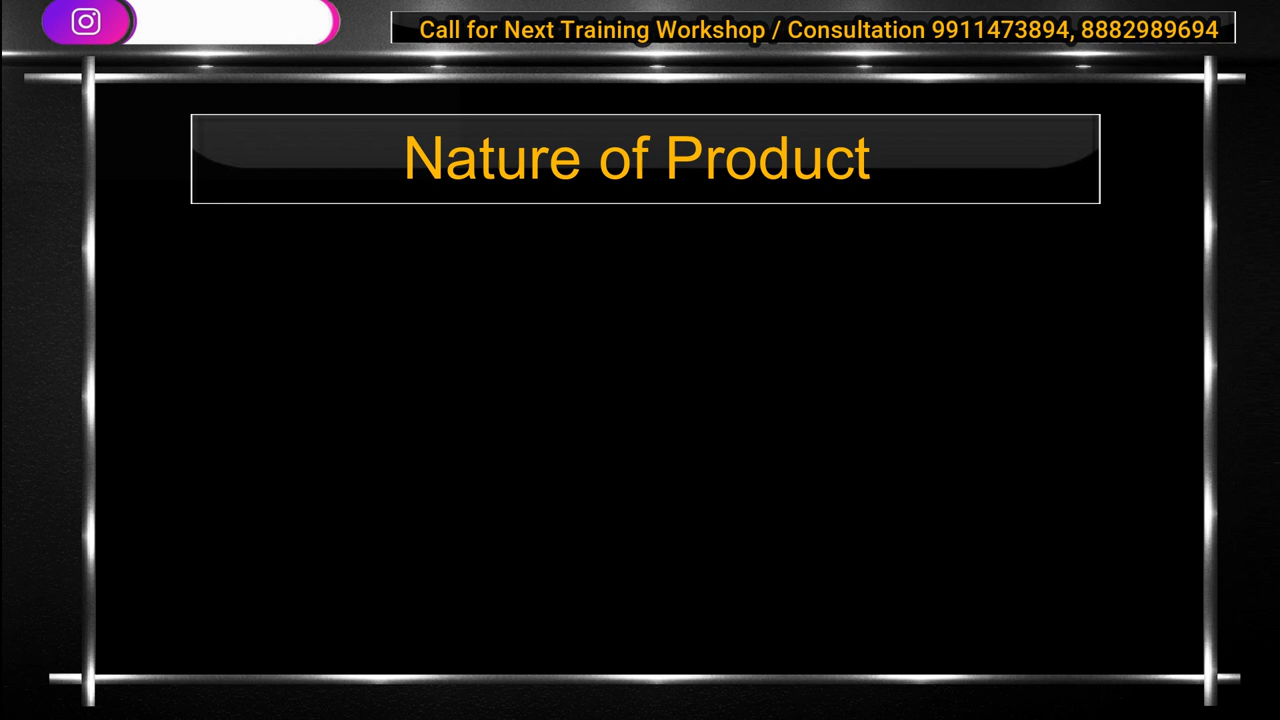 Call for Next Training Workshop / Consultation 9911473894, 8882989694
Nature of Product